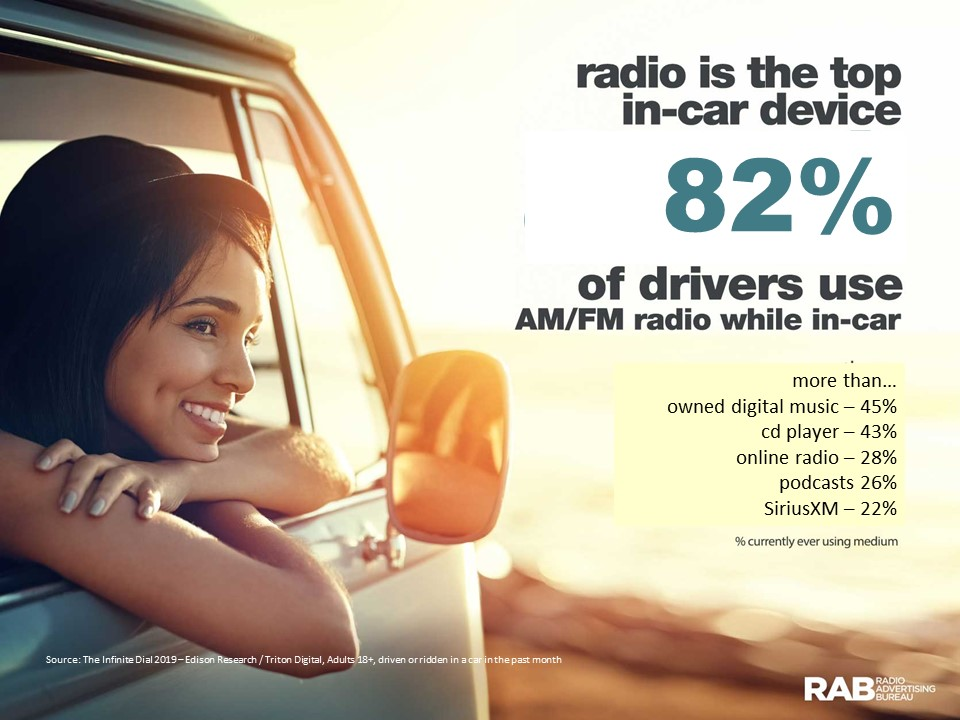 radio is the top
in-car device
82%
of drivers use
AM/FM radio while in-car
more than...
owned digital music – 45%
cd player – 43%
online radio – 28%
podcasts 26%
SiriusXM – 22%
% currently ever using medium
Source: The Infinite Dial 2019 – Edison Research / Triton Digital, Adults 18+, driven or ridden in a car in the past month
RAB RADIO
ADVERTISING
BUREAU